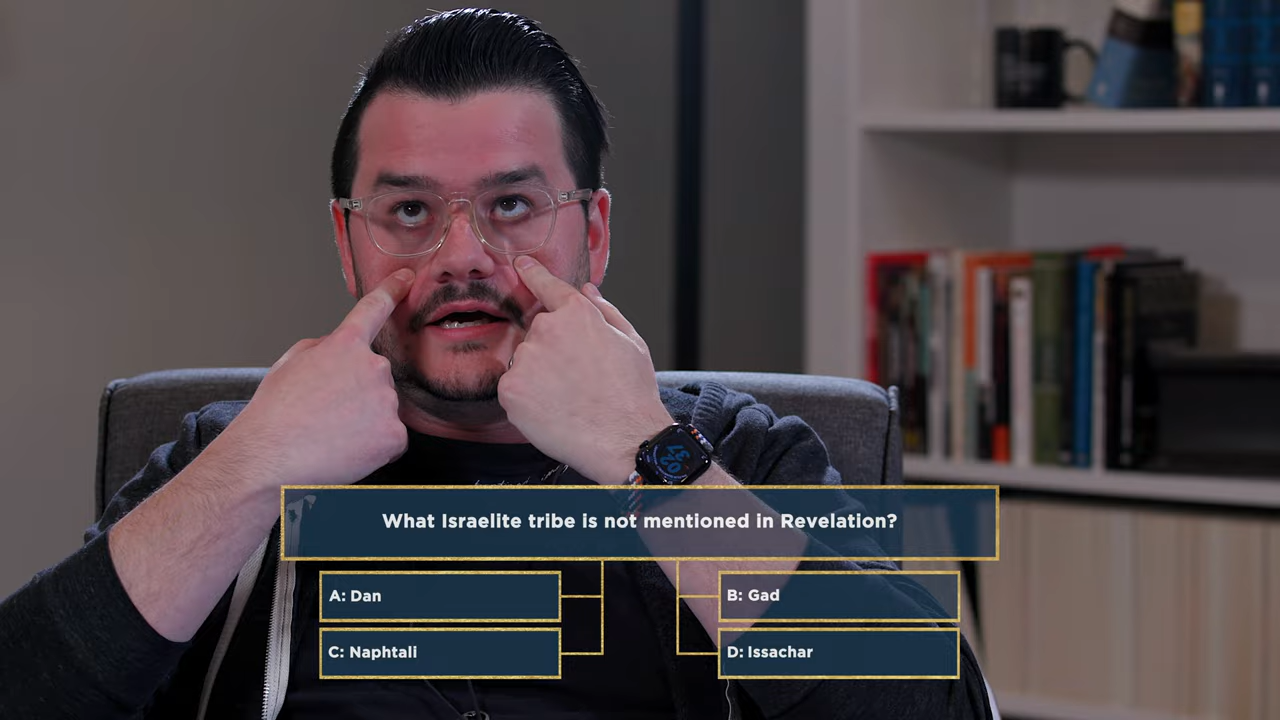 What Israelite tribe is not mentioned in Revelation?
A: Dan
B: Gad
C: Naphtali
D: Issachar